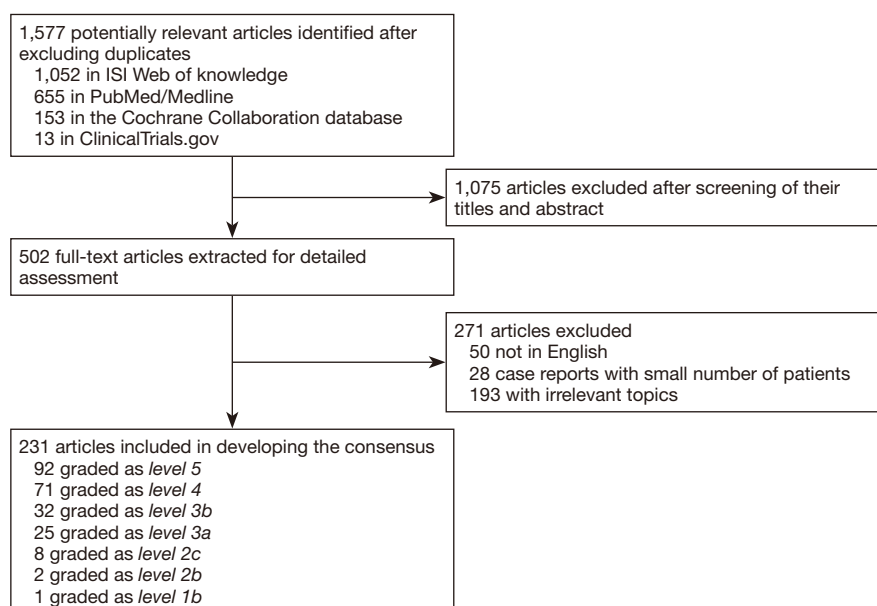 1,577 potentially relevant articles identified after
excluding duplicates
1,052 in ISI Web of knowledge
655 in PubMed/Medline
153 in the Cochrane Collaboration database
13 in ClinicalTrials.gov
1,075 articles excluded after screening of their
titles and abstract
502 full-text articles extracted for detailed
assessment
271 articles excluded
50 not in English
28 case reports with small number of patients
193 with irrelevant topics
231 articles included in developing the consensus
92 graded as level 5
71 graded as level 4
32 graded as level 3b
25 graded as level 3a
8 graded as level 2c
2 graded as level 2b
1 graded as level 1b